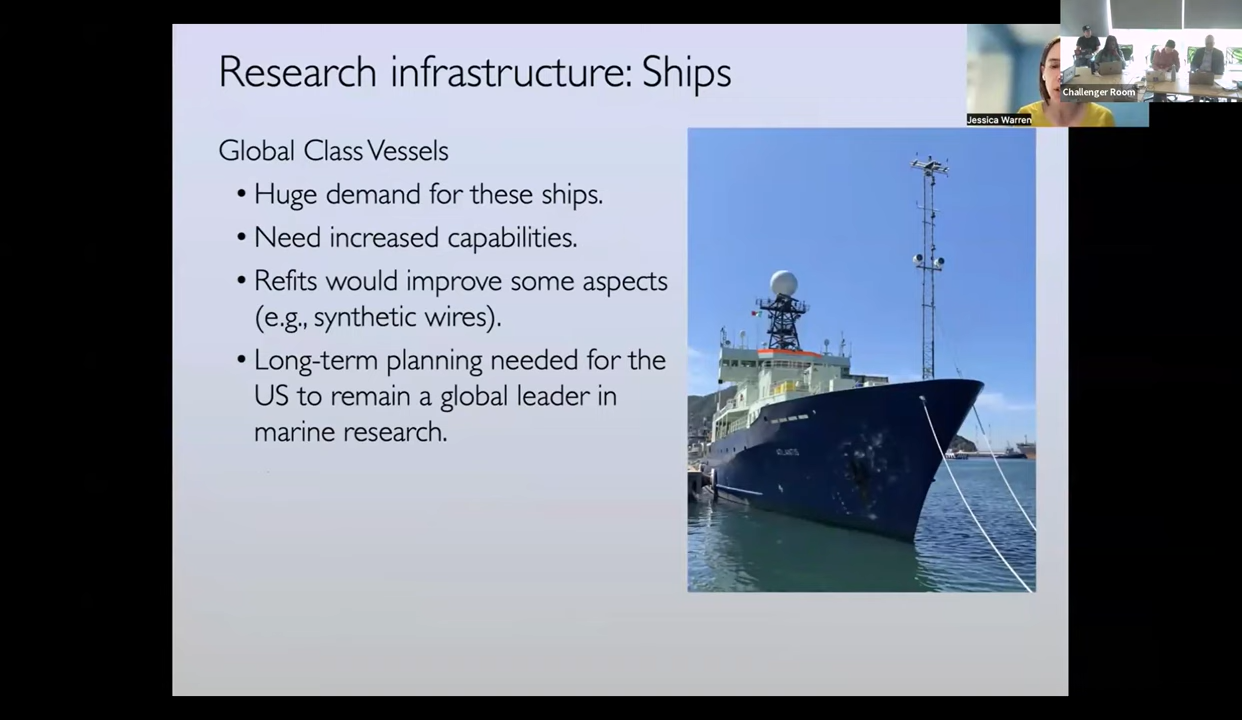 Research infrastructure: Ships
Jessica Warren
Challenger Room
Global Class Vessels
• Huge demand for these ships.
• Need increased capabilities.
• Refits would improve some aspects
(e.g., synthetic wires).
• Long-term planning needed for the
US to remain a global leader in
marine research.
ATLANTIS